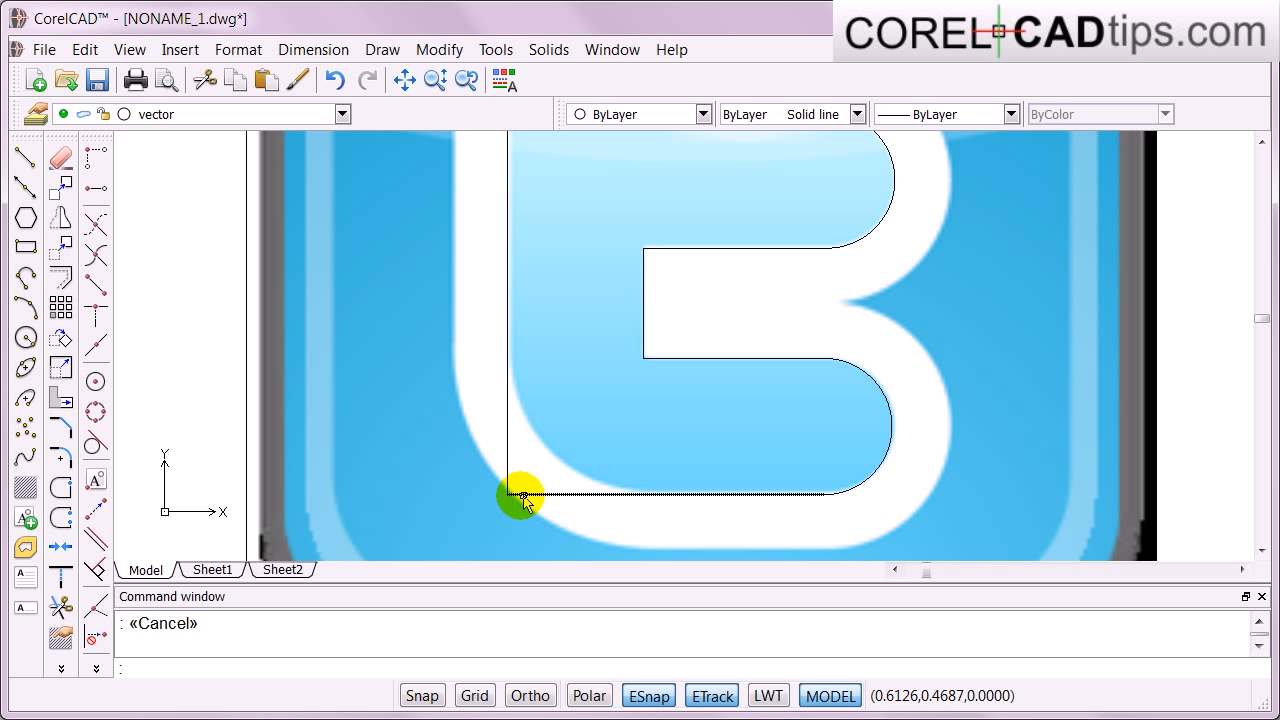 CorelCAD™ - [NONAME_1.dwg*]
CORELCADtips.com
File Edit View Insert Format Dimension Draw Modify Tools Solids Window Help
A
vector ByLayer ByLayer Solid line ByLayer ByColor
A
A
A
A
Y
X
Model Sheet1 Sheet2
Command window
: «Cancel»
:
Snap Grid Ortho Polar ESnap ETrack LWT MODEL (0.6126,0.4687,0.0000)